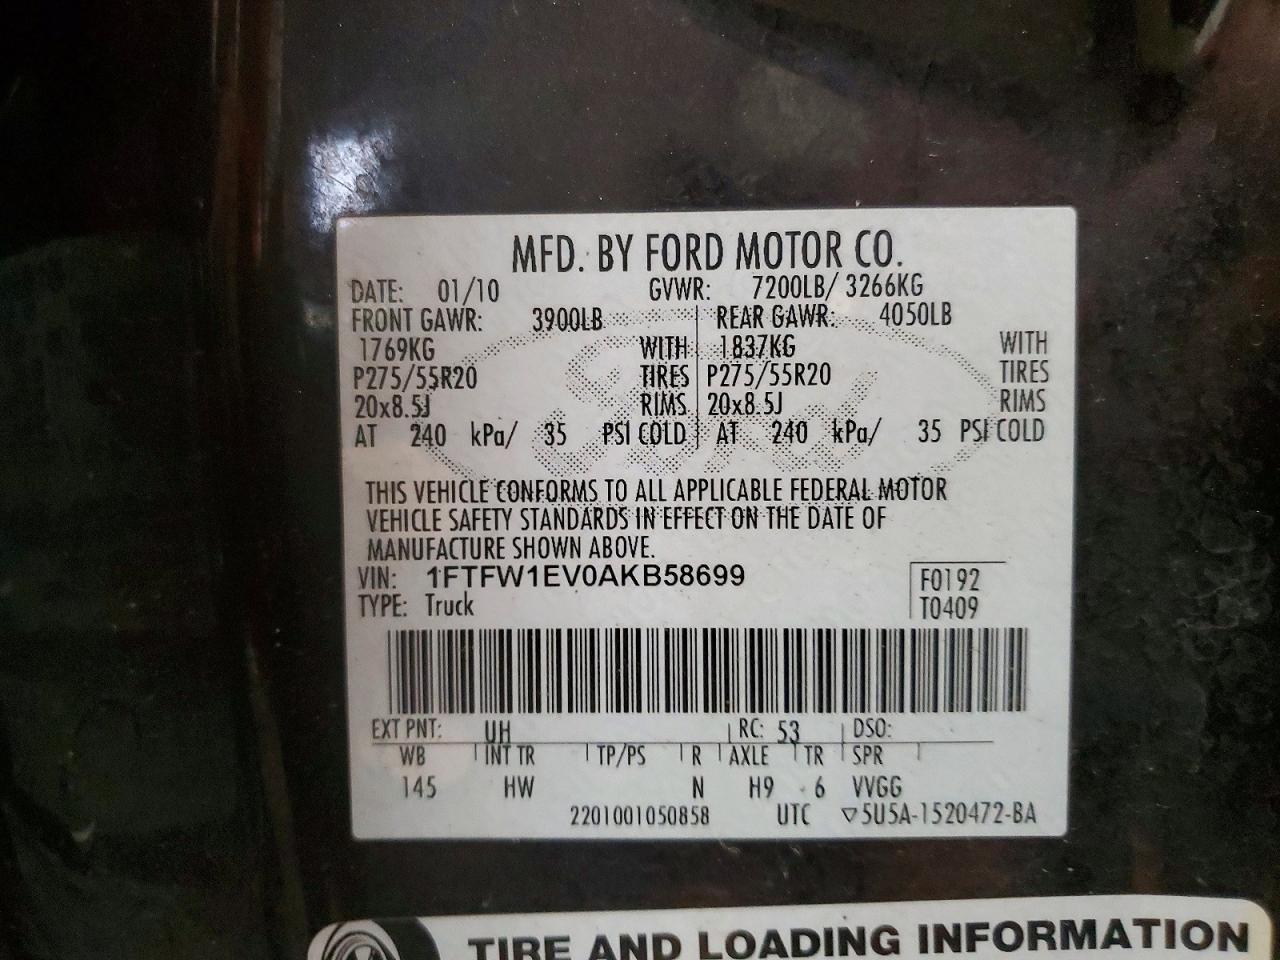 MFD. BY FORD MOTOR CO.
DATE: 01/10 GVWR: 7200LB/ 3266KG
FRONT GAWR: 3900LB REAR GAWR: 4050LB
1769KG WITH 1837KG WITH
P275/55R20 TIRES P275/55R20 TIRES
20x8.5J RIMS 20x8.5J RIMS
AT 240 kPa/ 35 PSI COLD AT 240 kPa/ 35 PSI COLD
Ford
THIS VEHICLE CONFORMS TO ALL APPLICABLE FEDERAL MOTOR
VEHICLE SAFETY STANDARDS IN EFFECT ON THE DATE OF
MANUFACTURE SHOWN ABOVE.
VIN: 1FTFW1EV0AKB58699 F0192
TYPE: Truck T0409
EXT PNT: UH RC: 53 DSO:
WB INT TR TP/PS R AXLE TR SPR
145 HW N H9 6 VVGG
2201001050858 UTC ▽5U5A-1520472-BA
TIRE AND LOADING INFORMATION